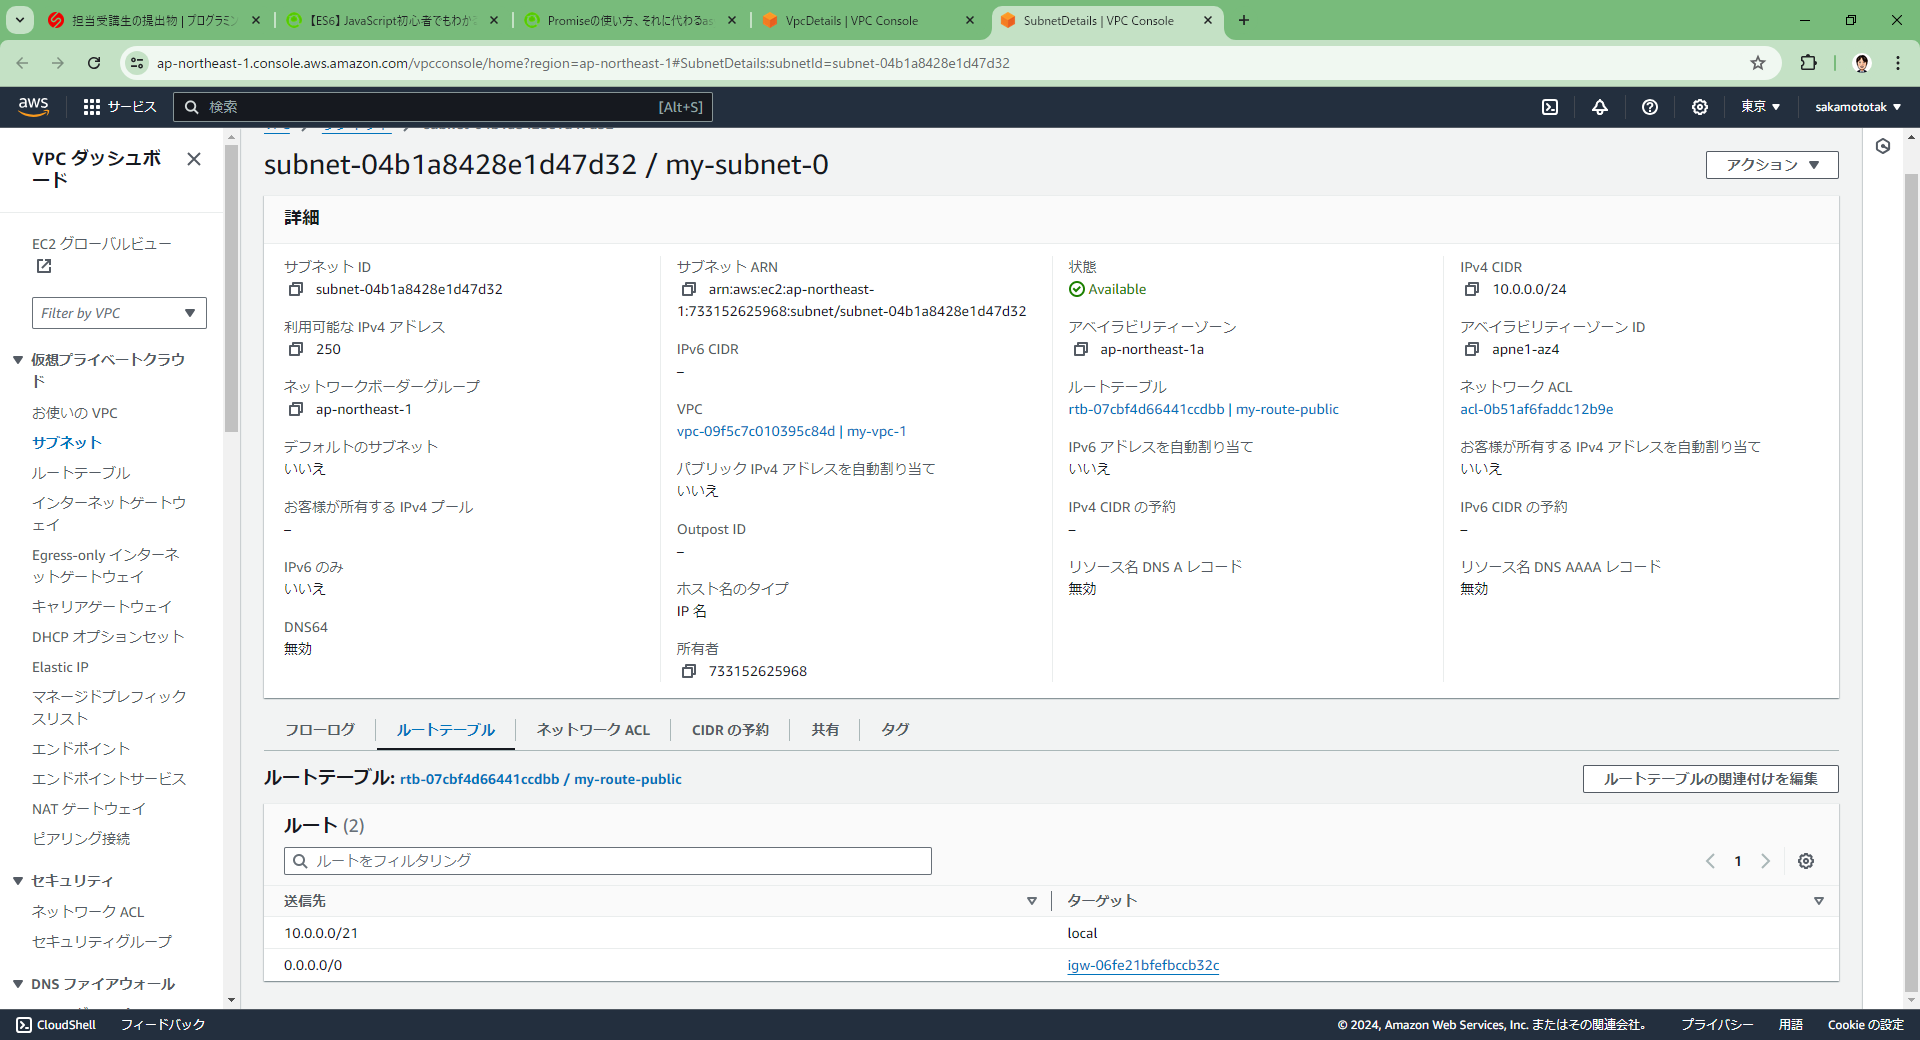 担当受講生の提出物 | プログラミン
【ES6】JavaScript初心者でもわか
Promiseの使い方、それに代わるas
VpcDetails | VPC Console
SubnetDetails | VPC Console
ap-northeast-1.console.aws.amazon.com/vpcconsole/home?region=ap-northeast-1#SubnetDetails:subnetId=subnet-04b1a8428e1d47d32
aws
サービス
検索
[Alt+S]
東京
sakamototak
VPC ダッシュボ
ード
EC2 グローバルビュー
Filter by VPC
仮想プライベートクラウ
ド
お使いの VPC
サブネット
ルートテーブル
インターネットゲートウ
ェイ
Egress-only インターネ
ットゲートウェイ
キャリアゲートウェイ
DHCP オプションセット
Elastic IP
マネージドプレフィック
スリスト
エンドポイント
エンドポイントサービス
NAT ゲートウェイ
ピアリング接続
セキュリティ
ネットワーク ACL
セキュリティグループ
DNS ファイアウォール
subnet-04b1a8428e1d47d32 / my-subnet-0
アクション
詳細
サブネット ID
subnet-04b1a8428e1d47d32
利用可能な IPv4 アドレス
250
ネットワークボーダーグループ
ap-northeast-1
デフォルトのサブネット
いいえ
お客様が所有する IPv4 プール
–
IPv6 のみ
いいえ
DNS64
無効
サブネット ARN
arn:aws:ec2:ap-northeast-
1:733152625968:subnet/subnet-04b1a8428e1d47d32
IPv6 CIDR
–
VPC
vpc-09f5c7c010395c84d | my-vpc-1
パブリック IPv4 アドレスを自動割り当て
いいえ
Outpost ID
–
ホスト名のタイプ
IP 名
所有者
733152625968
状態
Available
アベイラビリティーゾーン
ap-northeast-1a
ルートテーブル
rtb-07cbf4d66441ccdbb | my-route-public
IPv6 アドレスを自動割り当て
いいえ
IPv4 CIDR の予約
–
リソース名 DNS A レコード
無効
IPv4 CIDR
10.0.0.0/24
アベイラビリティーゾーン ID
apne1-az4
ネットワーク ACL
acl-0b51af6faddc12b9e
お客様が所有する IPv4 アドレスを自動割り当て
いいえ
IPv6 CIDR の予約
–
リソース名 DNS AAAA レコード
無効
フローログ
ルートテーブル
ネットワーク ACL
CIDR の予約
共有
タグ
ルートテーブル: rtb-07cbf4d66441ccdbb / my-route-public
ルートテーブルの関連付けを編集
ルート (2)
ルートをフィルタリング
1
送信先
ターゲット
10.0.0.0/21
local
0.0.0.0/0
igw-06fe21bfefbccb32c
CloudShell
フィードバック
© 2024, Amazon Web Services, Inc. またはその関連会社。
プライバシー
用語
Cookie の設定